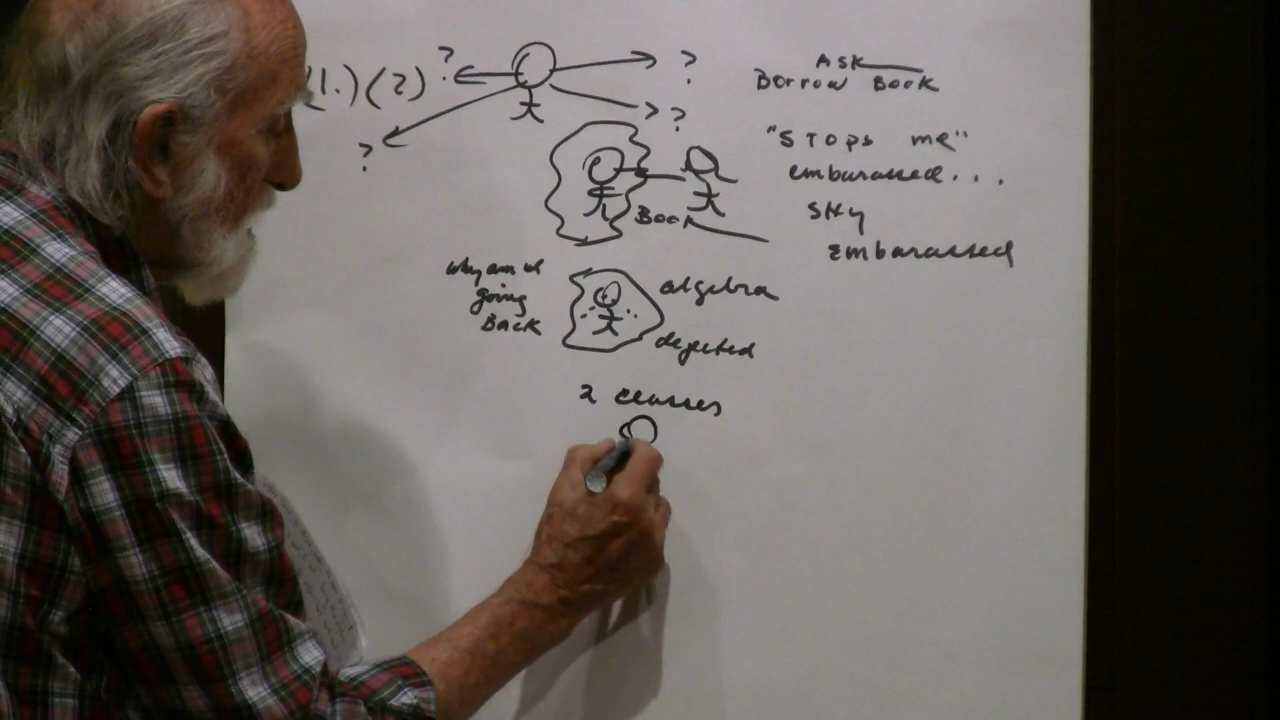 (1.) (2) ? ?
?
?
Ask
Borrow Book
"Stops me"
embarassed...
shy
Embarassed
Book
why am I
going
Back
algebra
dejected
2 classes